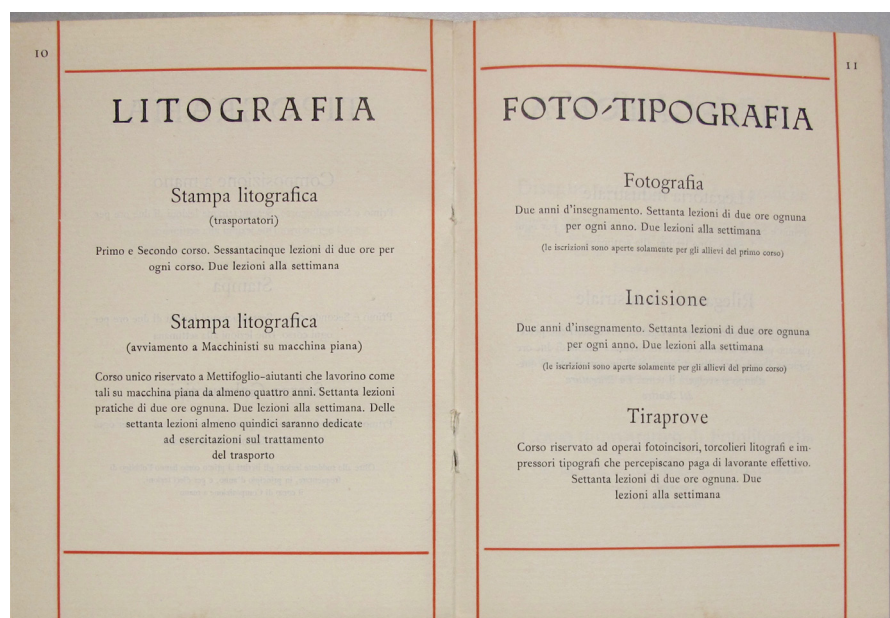 10
LITOGRAFIA
Stampa litografica
(trasportatori)
Primo e Secondo corso. Sessantacinque lezioni di due ore per
ogni corso. Due lezioni alla settimana
Stampa litografica
(avviamento a Macchinisti su macchina piana)
Corso unico riservato a Mettifoglio-aiutanti che lavorino come
tali su macchina piana da almeno quattro anni. Settanta lezioni
pratiche di due ore ognuna. Due lezioni alla settimana. Delle
settanta lezioni almeno quindici saranno dedicate
ad esercitazioni sul trattamento
del trasporto
11
FOTO-TIPOGRAFIA
Fotografia
Due anni d'insegnamento. Settanta lezioni di due ore ognuna
per ogni anno. Due lezioni alla settimana
(le iscrizioni sono aperte solamente per gli allievi del primo corso)
Incisione
Due anni d'insegnamento. Settanta lezioni di due ore ognuna
per ogni anno. Due lezioni alla settimana
(le iscrizioni sono aperte solamente per gli allievi del primo corso)
Tiraprove
Corso riservato ad operai fotoincisori, torcolieri litografi e im-
pressori tipografi che percepiscano paga di lavorante effettivo.
Settanta lezioni di due ore ognuna. Due
lezioni alla settimana